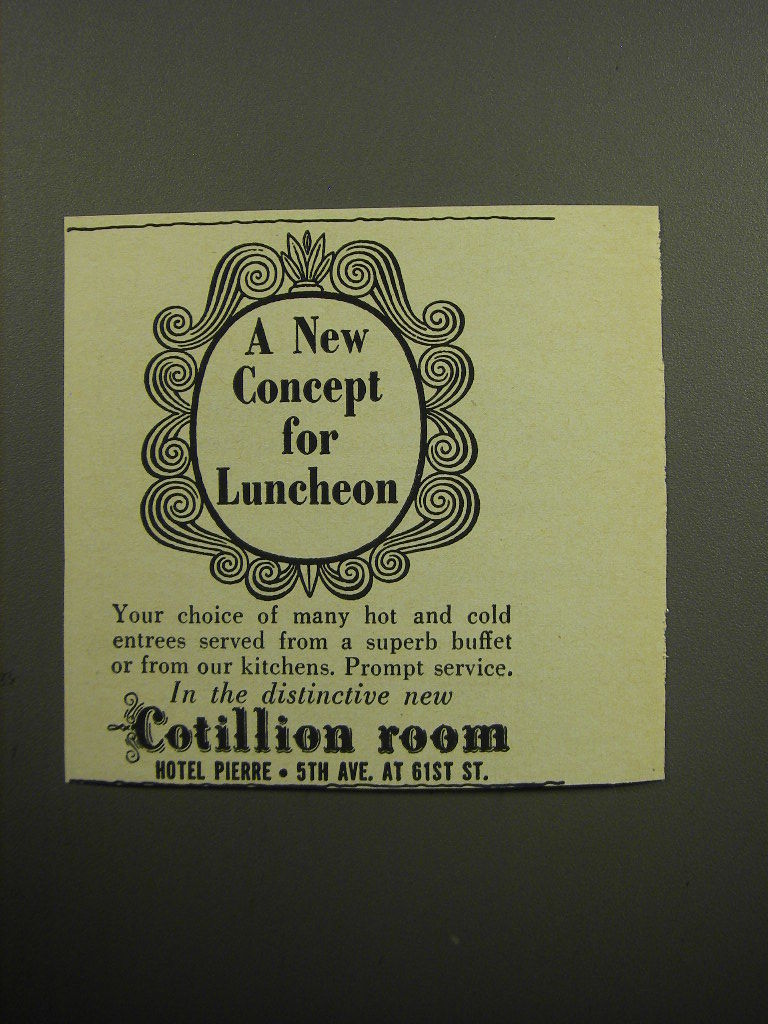 A New
Concept
for
Luncheon
Your choice of many hot and cold
entrees served from a superb buffet
or from our kitchens. Prompt service.
In the distinctive new
Cotillion room
HOTEL PIERRE • 5TH AVE. AT 61ST ST.